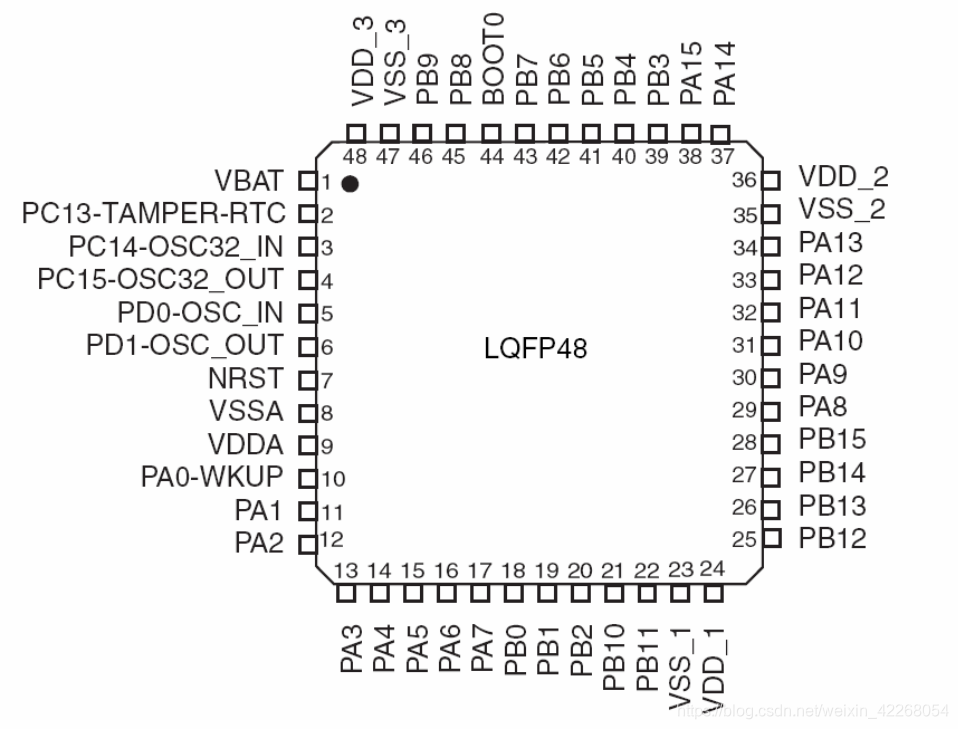 VDD_3
VSS_3
PB9
PB8
BOOT0
PB7
PB6
PB5
PB4
PB3
PA15
PA14
48 47 46 45 44 43 42 41 40 39 38 37
VBAT 1
PC13-TAMPER-RTC 2
PC14-OSC32_IN 3
PC15-OSC32_OUT 4
PD0-OSC_IN 5
PD1-OSC_OUT 6
NRST 7
VSSA 8
VDDA 9
PA0-WKUP 10
PA1 11
PA2 12
LQFP48
36 VDD_2
35 VSS_2
34 PA13
33 PA12
32 PA11
31 PA10
30 PA9
29 PA8
28 PB15
27 PB14
26 PB13
25 PB12
13 14 15 16 17 18 19 20 21 22 23 24
PA3
PA4
PA5
PA6
PA7
PB0
PB1
PB2
PB10
PB11
VSS_1
VDD_1
https://blog.csdn.net/weixin_42268054